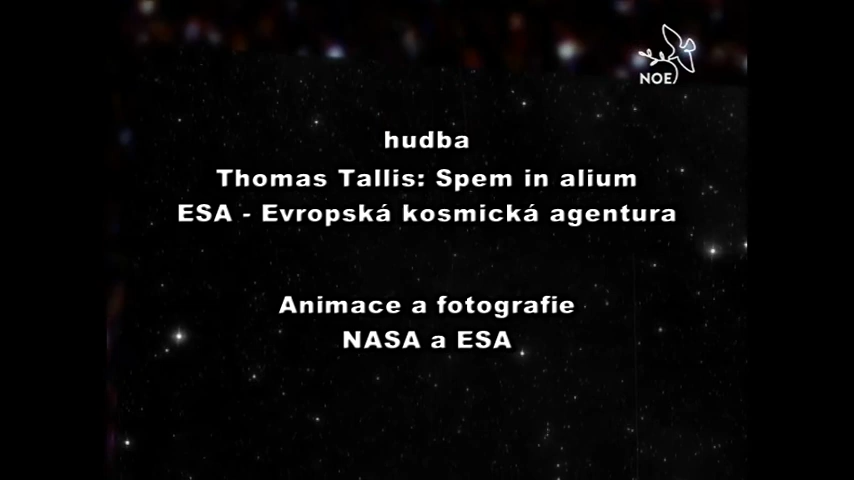 NOE
hudba
Thomas Tallis: Spem in alium
ESA - Evropská kosmická agentura
Animace a fotografie
NASA a ESA